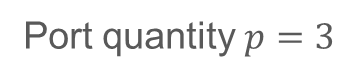 Port quantity p = 3